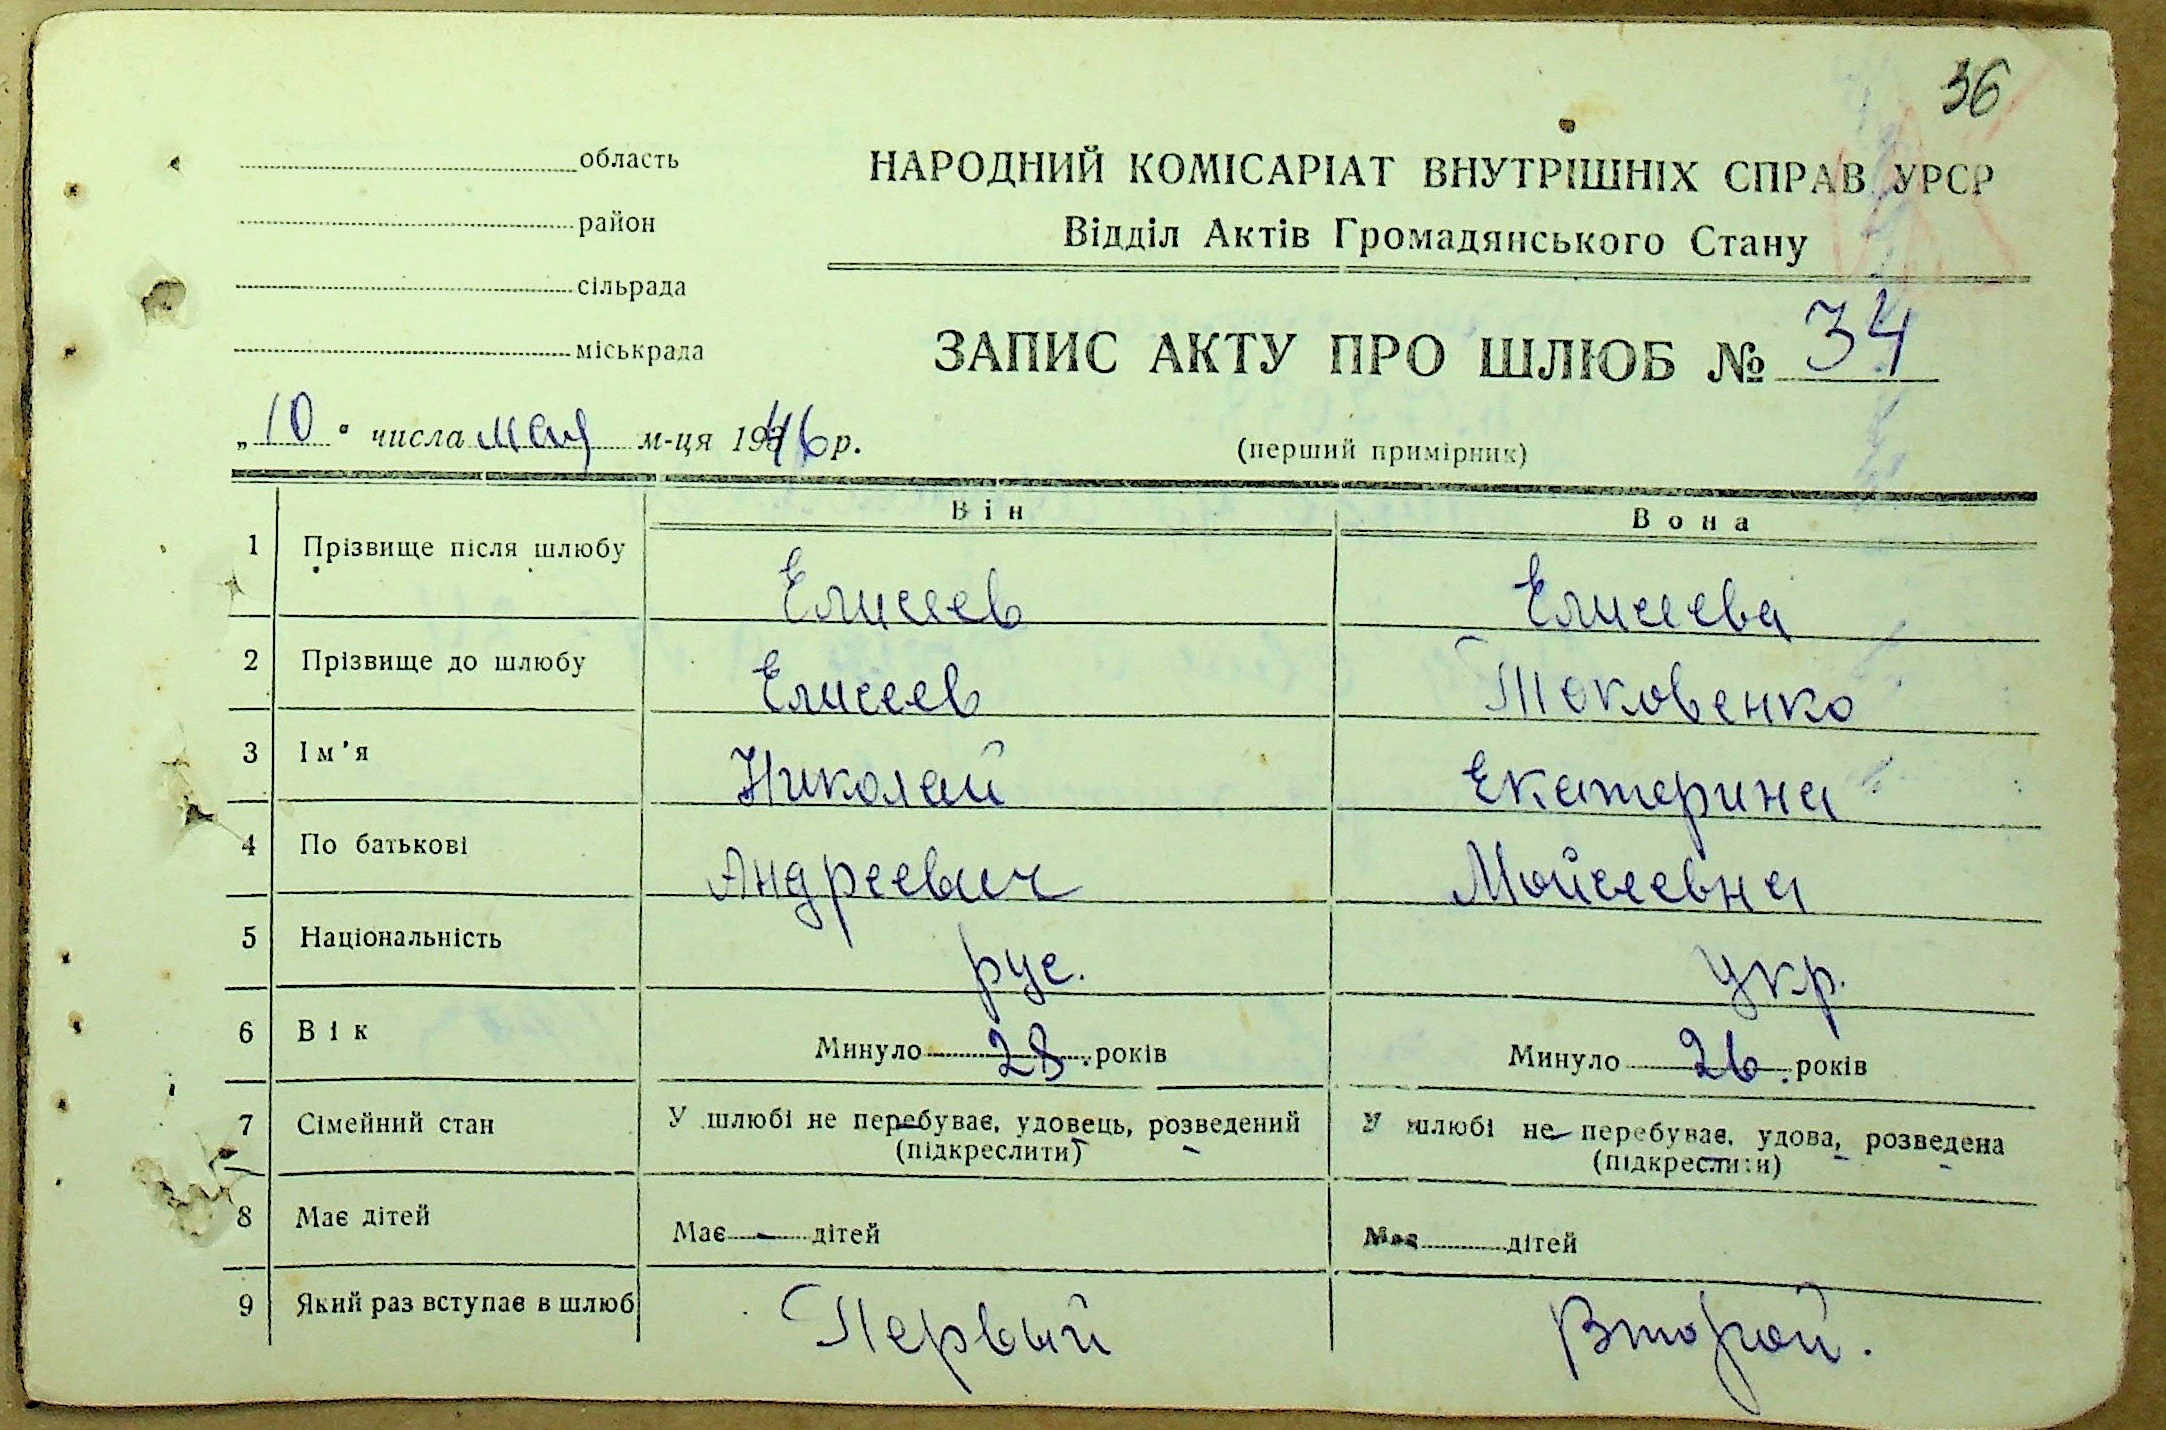 36
область
район
сільрада
міськрада
НАРОДНИЙ КОМІСАРІАТ ВНУТРІШНІХ СПРАВ УРСР
Відділ Актів Громадянського Стану
ЗАПИС АКТУ ПРО ШЛЮБ № 34
(перший примірник)
„10" числа мая м-ця 1946 р.
Він Вона
1 Прізвище після шлюбу Елисеев Елисеева
2 Прізвище до шлюбу Елисеев Токовенко
3 Ім'я Николай Екатерина
4 По батькові Андреевич Мойсеевна
5 Національність рус. укр.
6 Вік Минуло 28 років Минуло 26 років
7 Сімейний стан У шлюбі не перебуває, удовець, розведений У шлюбі не перебуває, удова, розведена
(підкреслити) (підкреслити)
8 Має дітей Має — дітей Має дітей
9 Який раз вступає в шлюб Первый Второй.